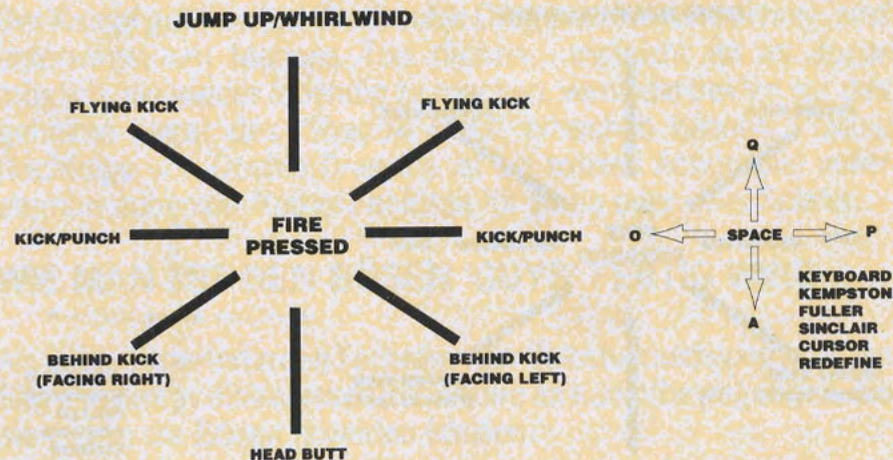 JUMP UP/WHIRLWIND
FLYING KICK
FLYING KICK
KICK/PUNCH
FIRE
PRESSED
KICK/PUNCH
BEHIND KICK
(FACING RIGHT)
BEHIND KICK
(FACING LEFT)
HEAD BUTT
Q
O
SPACE
P
A
KEYBOARD
KEMPSTON
FULLER
SINCLAIR
CURSOR
REDEFINE